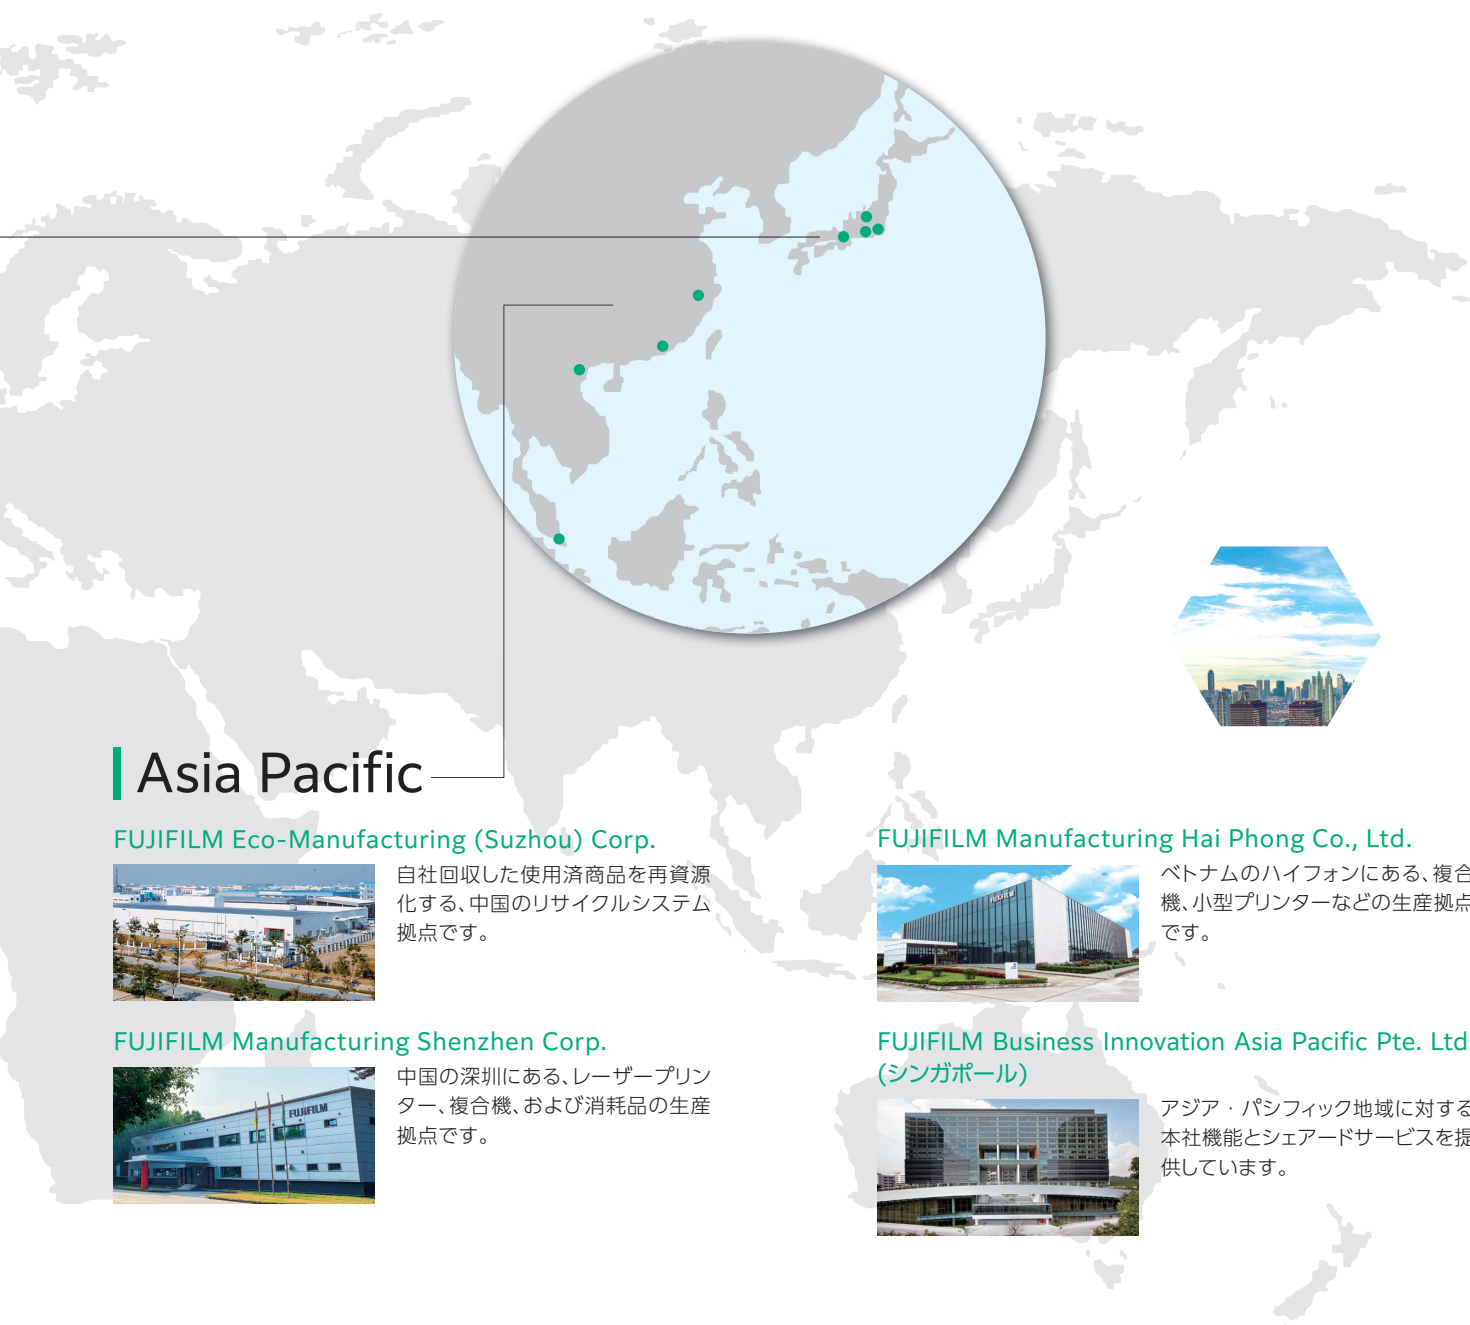 Asia Pacific
FUJIFILM Eco-Manufacturing (Suzhou) Corp.
自社回収した使用済商品を再資源
化する、中国のリサイクルシステム
拠点です。
FUJIFILM Manufacturing Shenzhen Corp.
FUJIFILM
中国の深圳にある、レーザープリン
ター、複合機、および消耗品の生産
拠点です。
FUJIFILM Manufacturing Hai Phong Co., Ltd.
FUJIFILM
ベトナムのハイフォンにある、複合
機、小型プリンターなどの生産拠点
です。
FUJIFILM Business Innovation Asia Pacific Pte. Ltd
(シンガポール)
アジア・パシフィック地域に対する
本社機能とシェアードサービスを提
供しています。